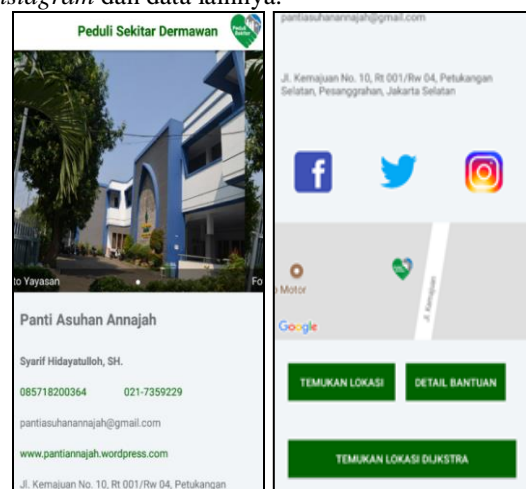 instagram dan data lainnya.
Peduli Sekitar Dermawan
to Yayasan
Fo
Panti Asuhan Annajah
Syarif Hidayatulloh, SH.
085718200364 021-7359229
pantiasuhanannajah@gmail.com
www.pantiannajah.wordpress.com
Jl. Kemajuan No. 10, Rt 001/Rw 04, Petukangan
pantiasuhanannajah@gmail.com
Jl. Kemajuan No. 10, Rt 001/Rw 04, Petukangan
Selatan, Pesanggrahan, Jakarta Selatan
Motor
Jl. Kemajuan
Google
TEMUKAN LOKASI
DETAIL BANTUAN
TEMUKAN LOKASI DIJKSTRA